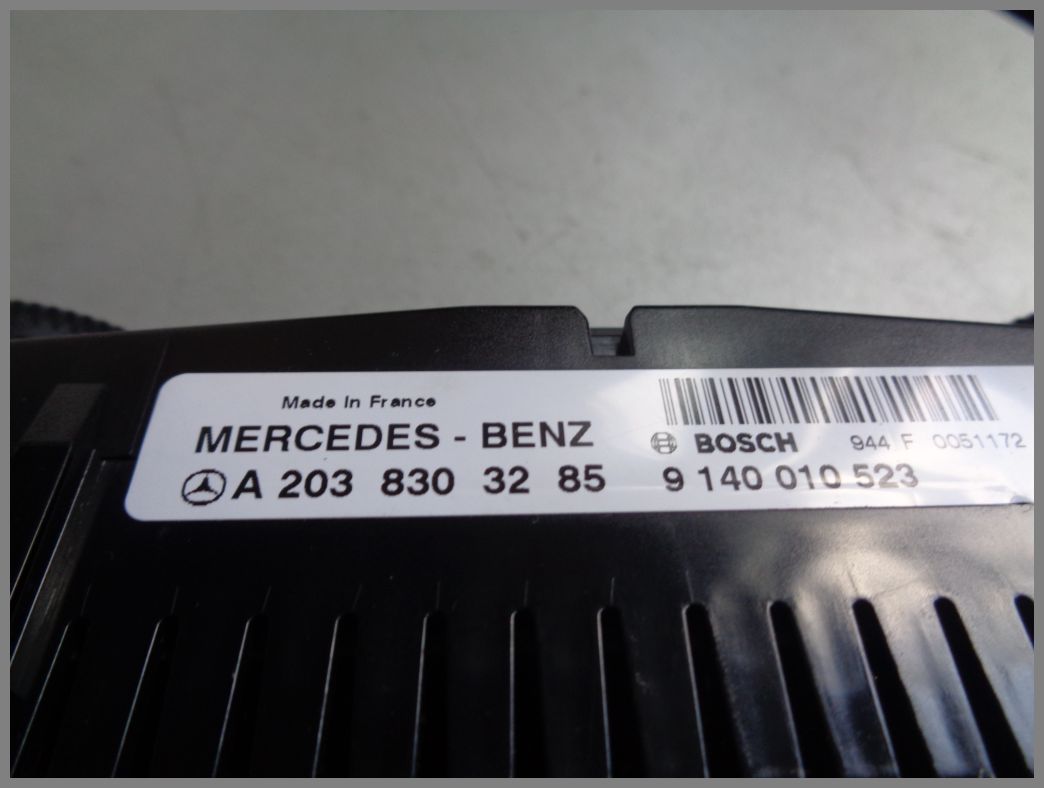 Made In France
MERCEDES - BENZ
A 203 830 32 85
BOSCH 944 F 0051172
9 140 010 523